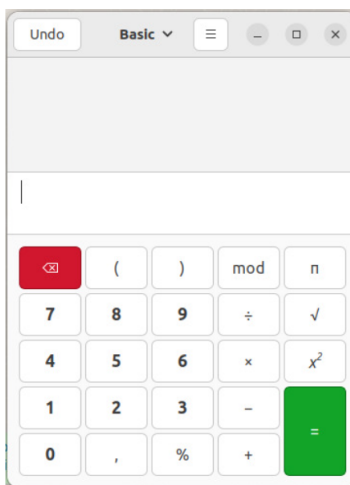 Undo Basic
( ) mod π
7 8 9 ÷ √
4 5 6 × x²
1 2 3 −
=
0 , % +